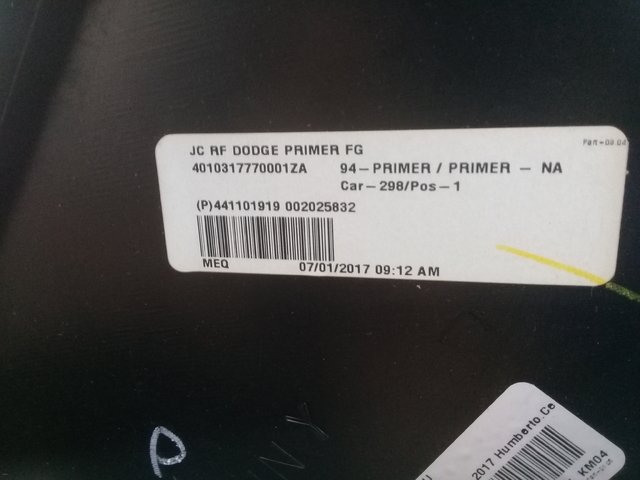 JC RF DODGE PRIMER FG
4010317770001ZA 94-PRIMER / PRIMER - NA
Car-298/Pos-1
(P)441101919 002025832
MEQ 07/01/2017 09:12 AM
P
2017 Humberto.Ce
KM04